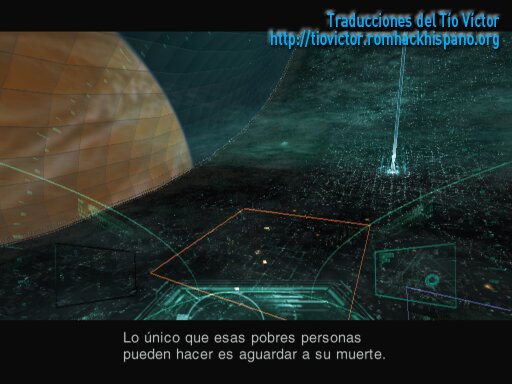 Traducciones del Tío Víctor
http://tiovictor.romhackhispano.org
Lo único que esas pobres personas
pueden hacer es aguardar a su muerte.